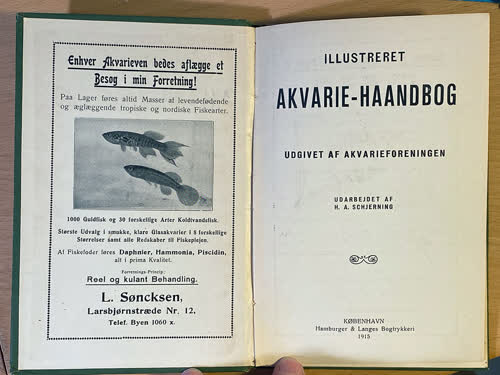 Enhver Akvarieven bedes aflægge et
Besøg i min Forretning!
Paa Lager føres altid Masser af levendefødende
og æglæggende tropiske og nordiske Fiskearter.
1000 Guldfisk og 30 forskellige Arter Koldtvandsfisk.
Største Udvalg i smukke, klare Glasakvarier i 8 forskellige
Størrelser samt alle Redskaber til Fiskeplejen.
Af Fiskefoder føres Daphnier, Hammonia, Piscidin,
alt i prima Kvalitet.
Forretnings-Princip:
Reel og kulant Behandling.
L. Søncksen,
Larsbjørnstræde Nr. 12.
Telef. Byen 1060 x.
ILLUSTRERET
AKVARIE-HAANDBOG
UDGIVET AF AKVARIEFORENINGEN
UDARBEJDET AF
H. A. SCHJERNING
KØBENHAVN
Hamburger & Langes Bogtrykkeri
1915